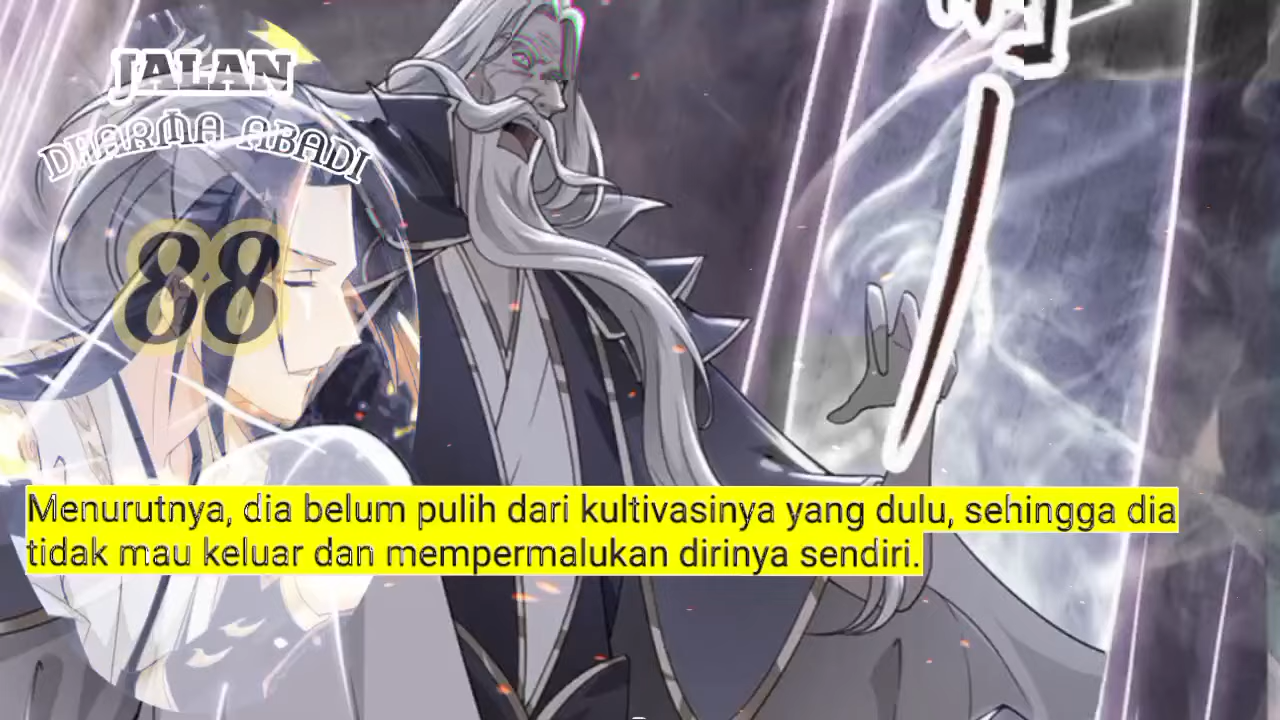 JALAN
DHARMA ABADI
88
Menurutnya, dia belum pulih dari kultivasinya yang dulu, sehingga dia
tidak mau keluar dan mempermalukan dirinya sendiri.